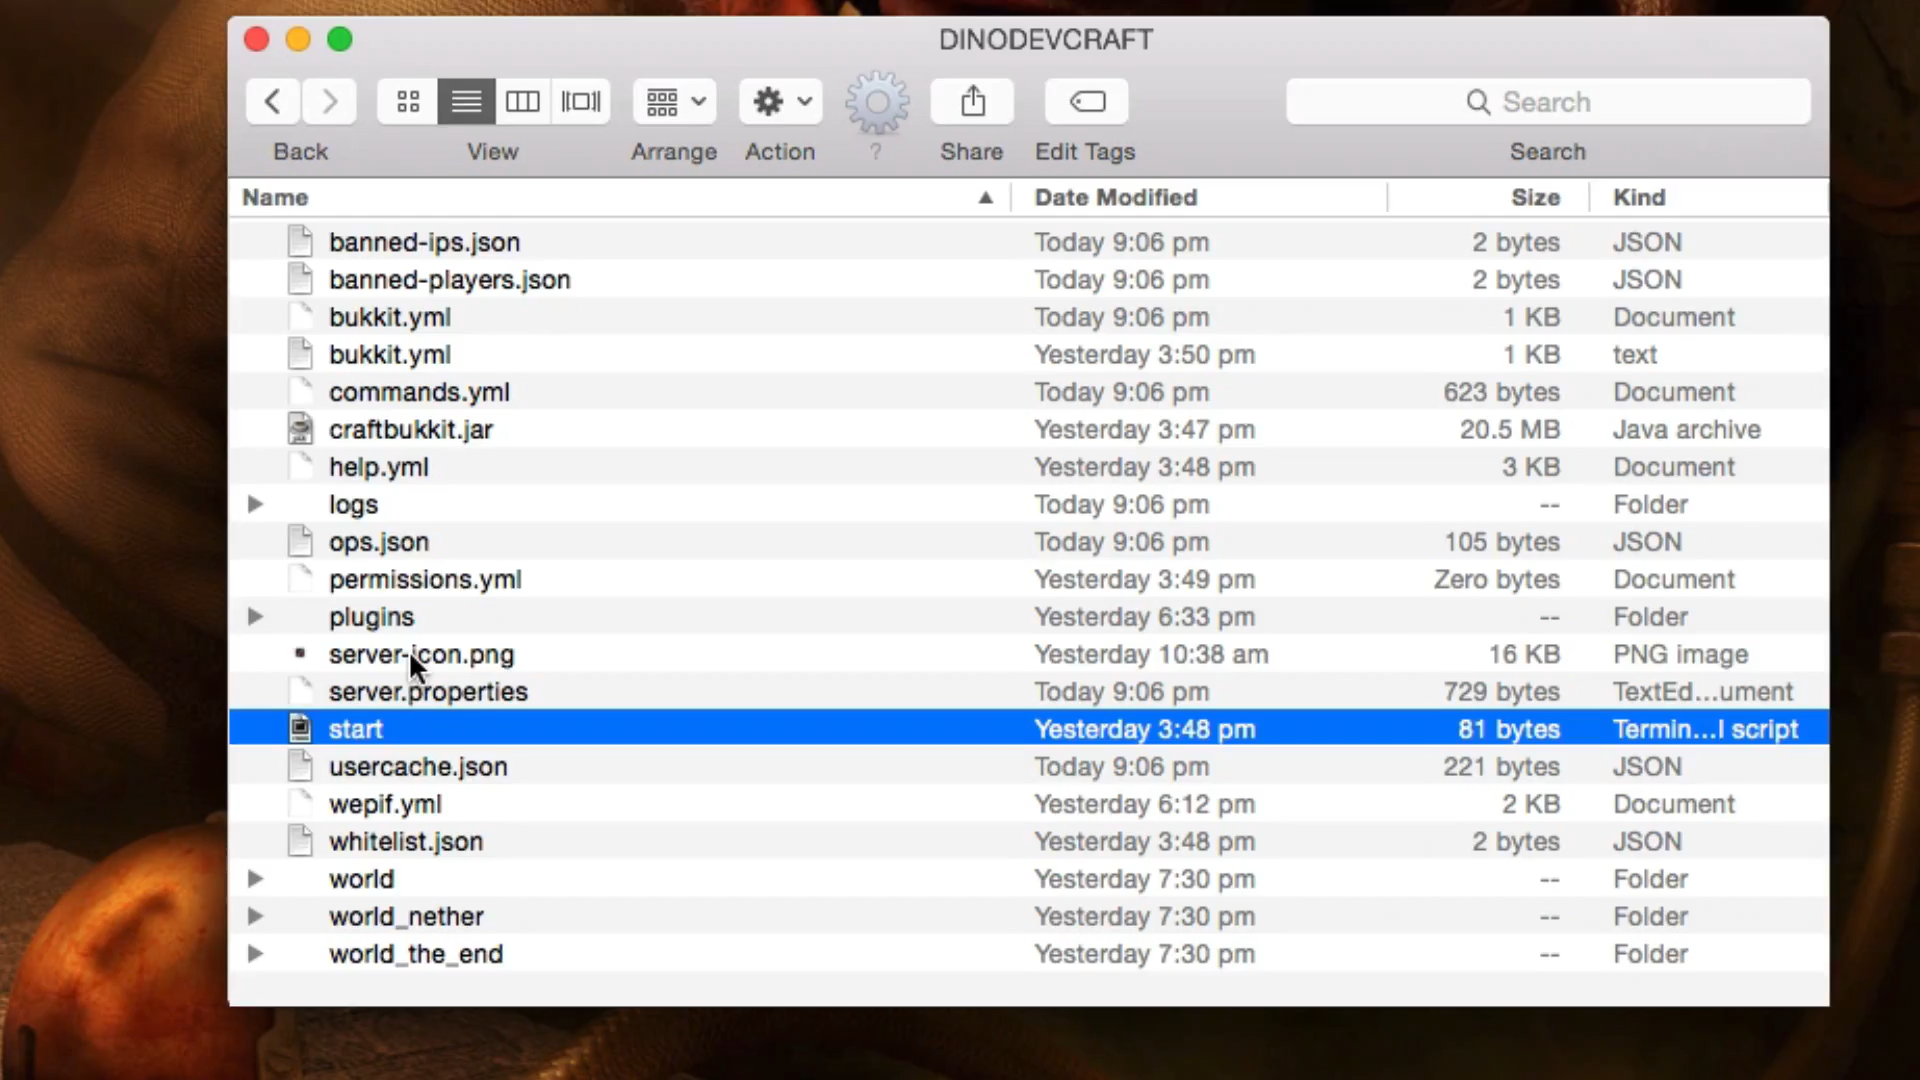 DINODEVCRAFT
Search
Back View Arrange Action ? Share Edit Tags Search
Name Date Modified Size Kind
banned-ips.json Today 9:06 pm 2 bytes JSON
banned-players.json Today 9:06 pm 2 bytes JSON
bukkit.yml Today 9:06 pm 1 KB Document
bukkit.yml Yesterday 3:50 pm 1 KB text
commands.yml Today 9:06 pm 623 bytes Document
craftbukkit.jar Yesterday 3:47 pm 20.5 MB Java archive
help.yml Yesterday 3:48 pm 3 KB Document
logs Today 9:06 pm -- Folder
ops.json Today 9:06 pm 105 bytes JSON
permissions.yml Yesterday 3:49 pm Zero bytes Document
plugins Yesterday 6:33 pm -- Folder
server-icon.png Yesterday 10:38 am 16 KB PNG image
server.properties Today 9:06 pm 729 bytes TextEd...ument
start Yesterday 3:48 pm 81 bytes Termin...l script
usercache.json Today 9:06 pm 221 bytes JSON
wepif.yml Yesterday 6:12 pm 2 KB Document
whitelist.json Yesterday 3:48 pm 2 bytes JSON
world Yesterday 7:30 pm -- Folder
world_nether Yesterday 7:30 pm -- Folder
world_the_end Yesterday 7:30 pm -- Folder